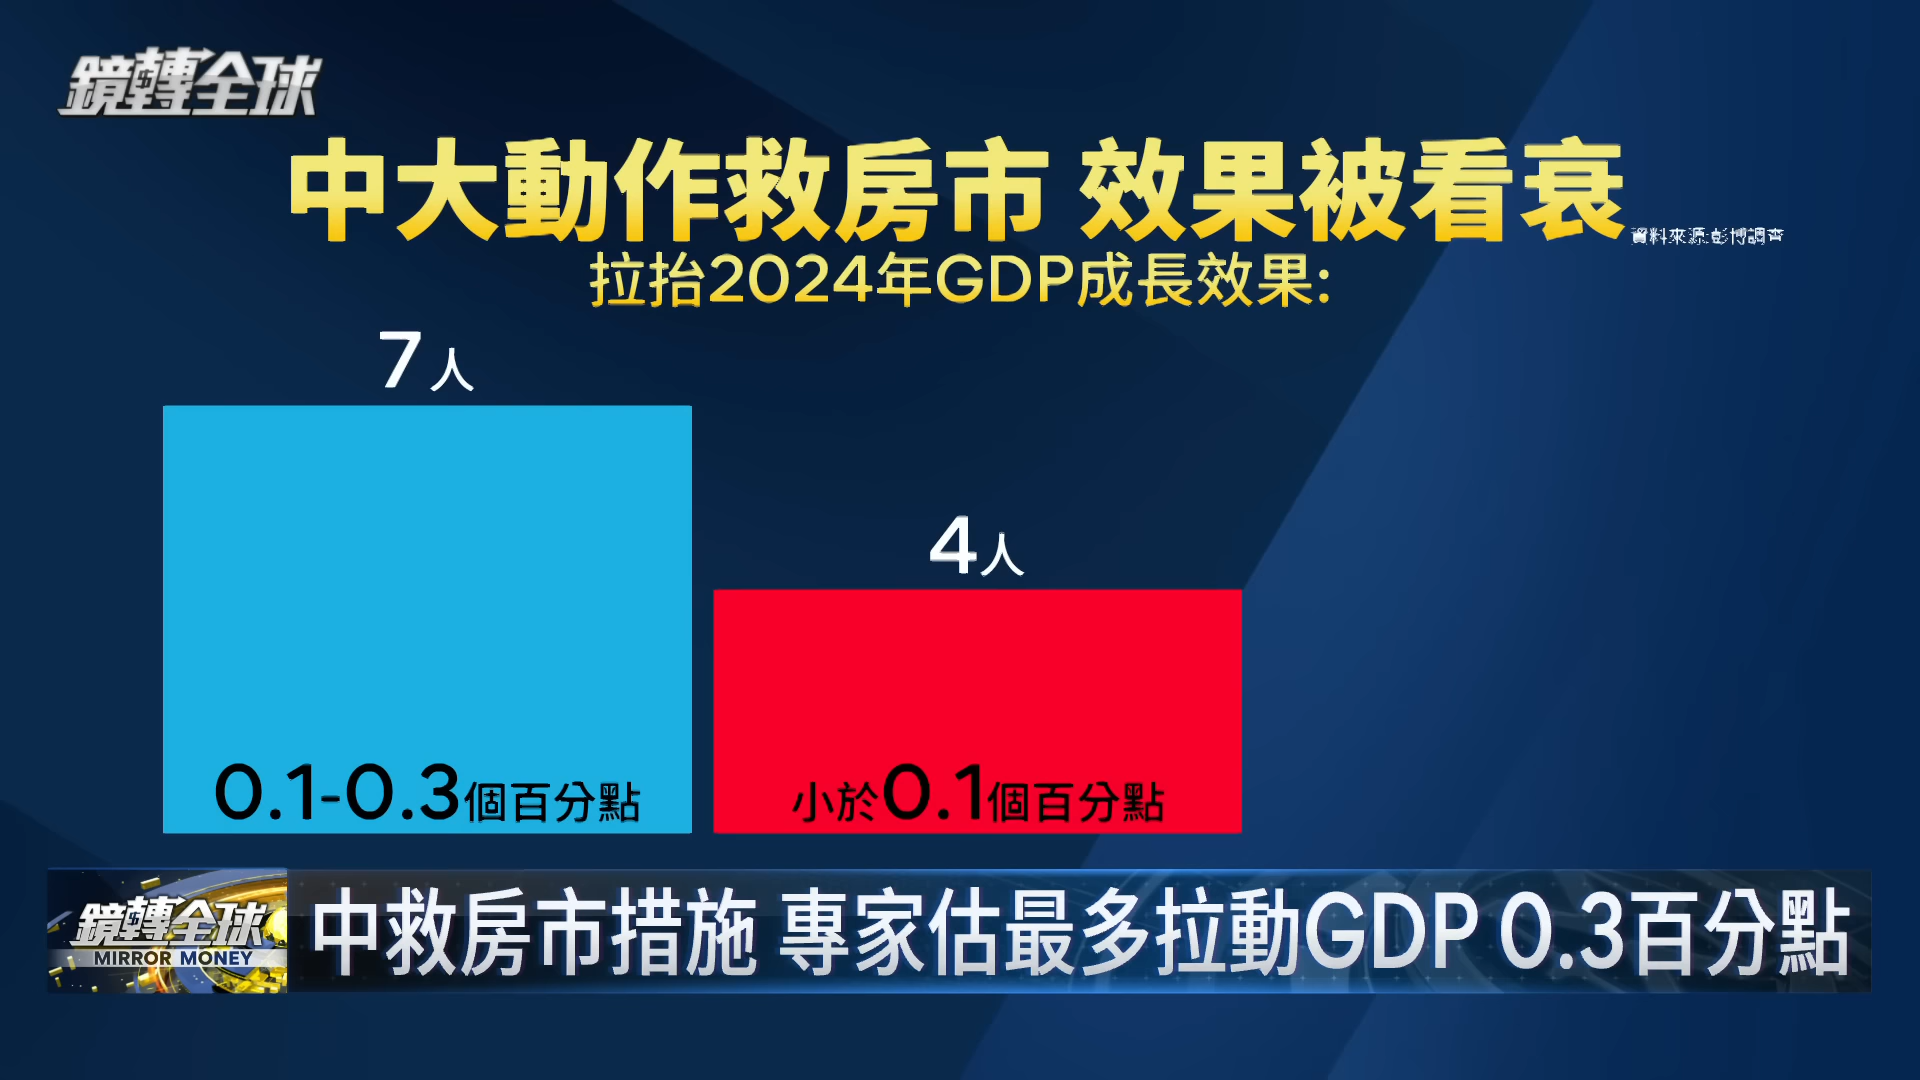 鏡轉全球
中大動作救房市 效果被看衰
資料來源:彭博調查
拉抬2024年GDP成長效果:
7人
4人
0.1-0.3個百分點
小於0.1個百分點
鏡轉全球
MIRROR MONEY
中救房市措施 專家估最多拉動GDP 0.3百分點